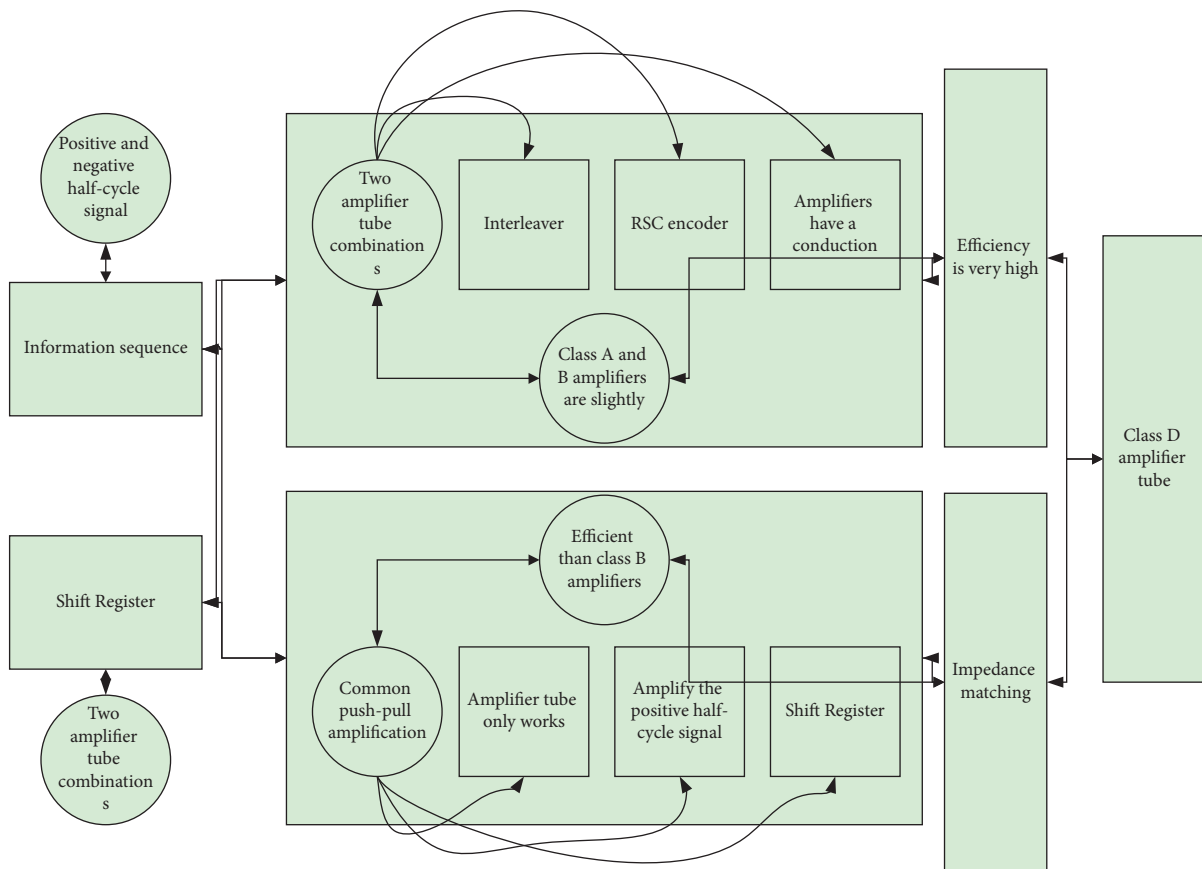 Positive and
negative
half-cycle
signal
Information sequence
Two
amplifier
tube
combination
s
Interleaver
RSC encoder
Amplifiers
have a
conduction
Class A and
B amplifiers
are slightly
Efficiency
is very high
Class D
amplifier
tube
Shift Register
Two
amplifier
tube
combination
s
Efficient
than class B
amplifiers
Common
push-pull
amplification
Amplifier tube
only works
Amplify the
positive half-
cycle signal
Shift Register
Impedance
matching